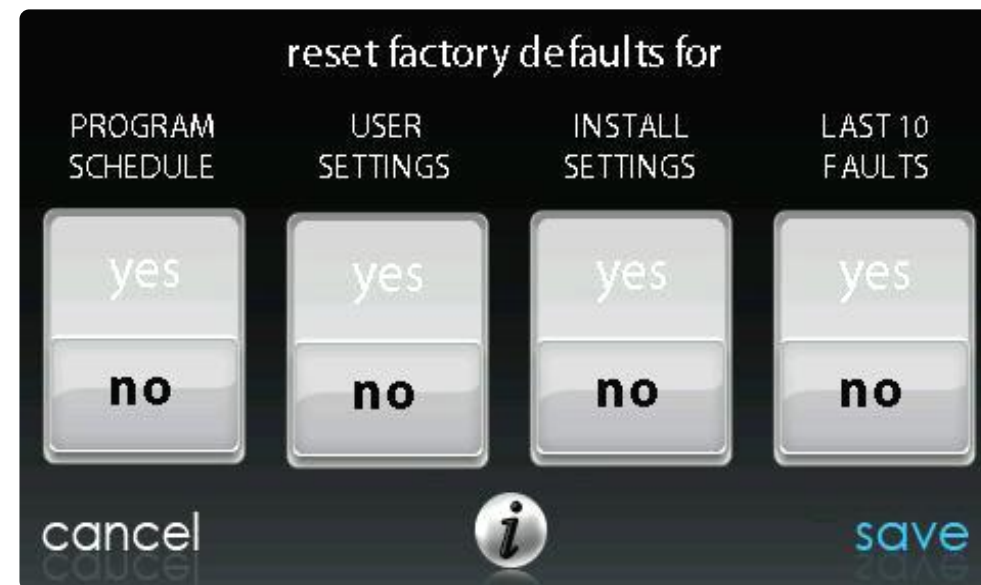 reset factory defaults for
PROGRAM SCHEDULE
USER SETTINGS
INSTALL SETTINGS
LAST 10 FAULTS
yes yes yes yes
no no no no
cancel i save